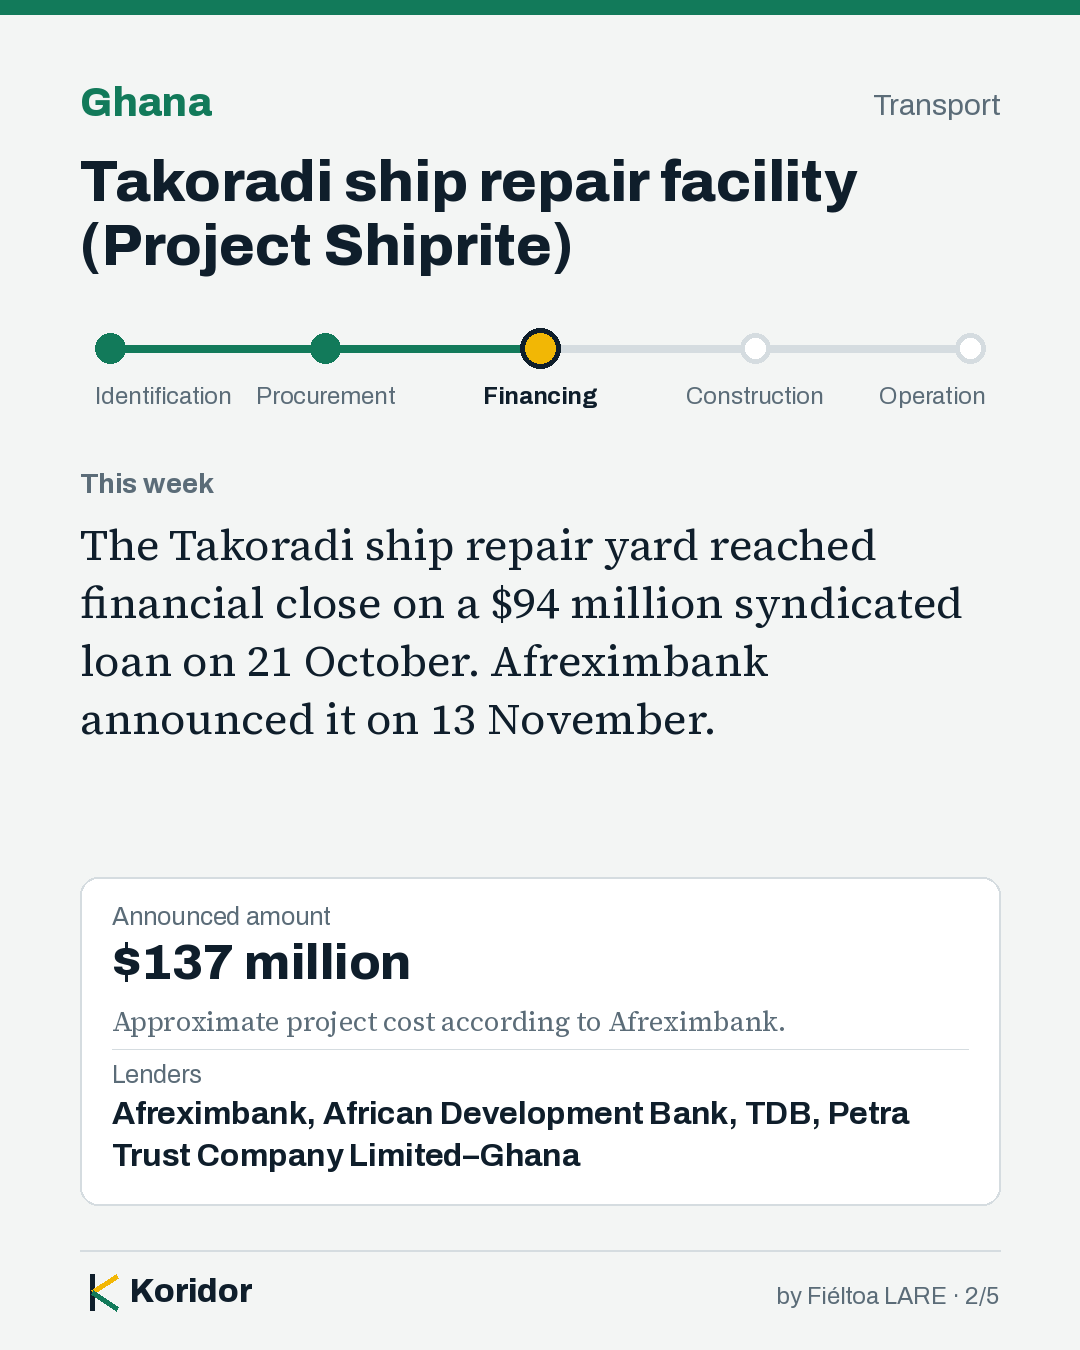 Ghana
Transport
Takoradi ship repair facility
(Project Shiprite)
Identification Procurement Financing Construction Operation
This week
The Takoradi ship repair yard reached
financial close on a $94 million syndicated
loan on 21 October. Afreximbank
announced it on 13 November.
Announced amount
$137 million
Approximate project cost according to Afreximbank.
Lenders
Afreximbank, African Development Bank, TDB, Petra
Trust Company Limited–Ghana
Koridor
by Fiéltoa LARE · 2/5